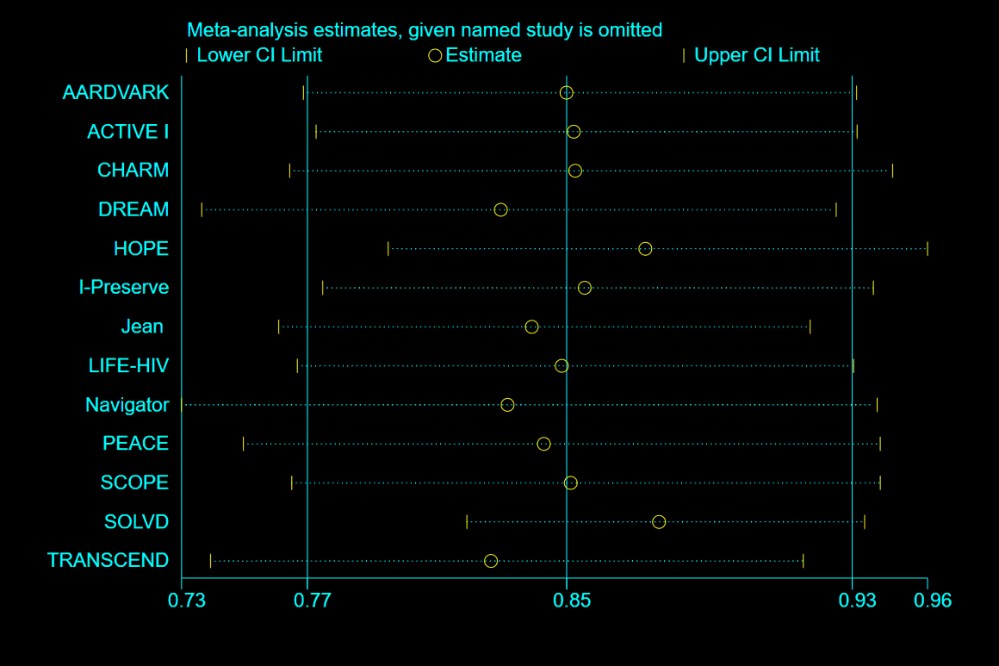 Meta-analysis estimates, given named study is omitted
Lower CI Limit Estimate Upper CI Limit
AARDVARK
ACTIVE I
CHARM
DREAM
HOPE
I-Preserve
Jean
LIFE-HIV
Navigator
PEACE
SCOPE
SOLVD
TRANSCEND
0.73 0.77 0.85 0.93 0.96